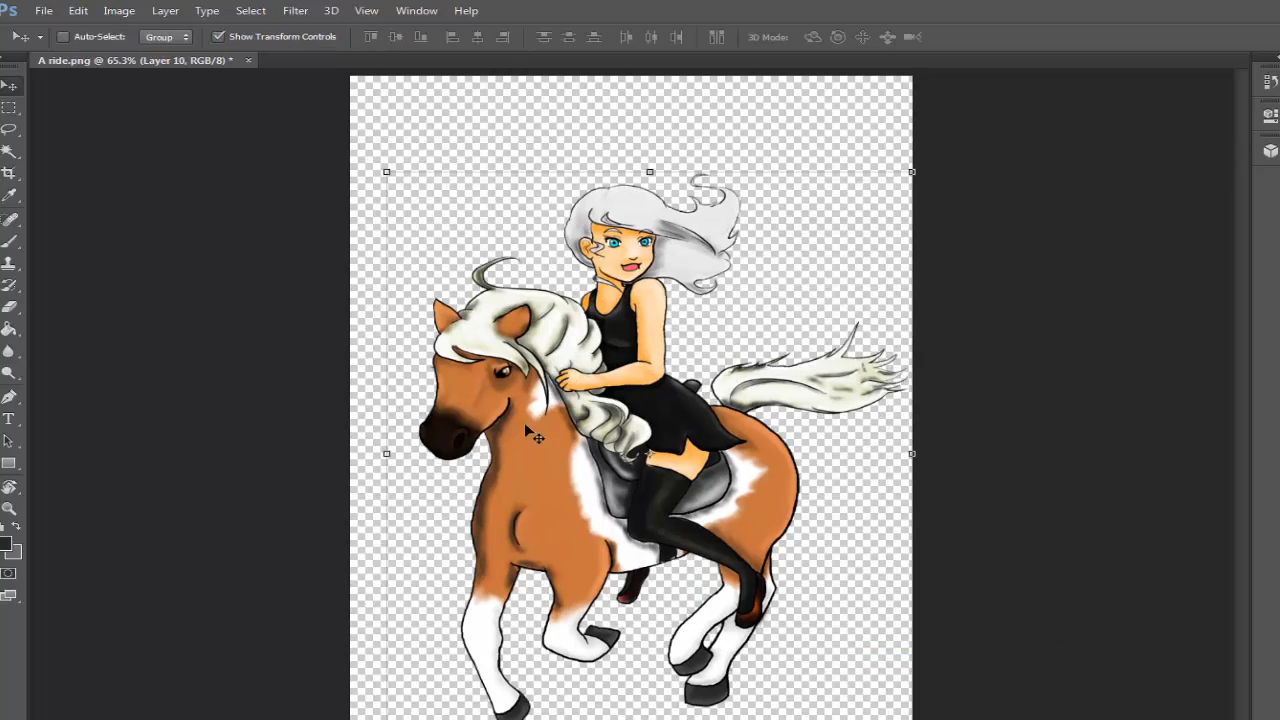 Ps File Edit Image Layer Type Select Filter 3D View Window Help
Auto-Select: Group Show Transform Controls 3D Mode:
A ride.png @ 65.3% (Layer 10, RGB/8) * ×
T